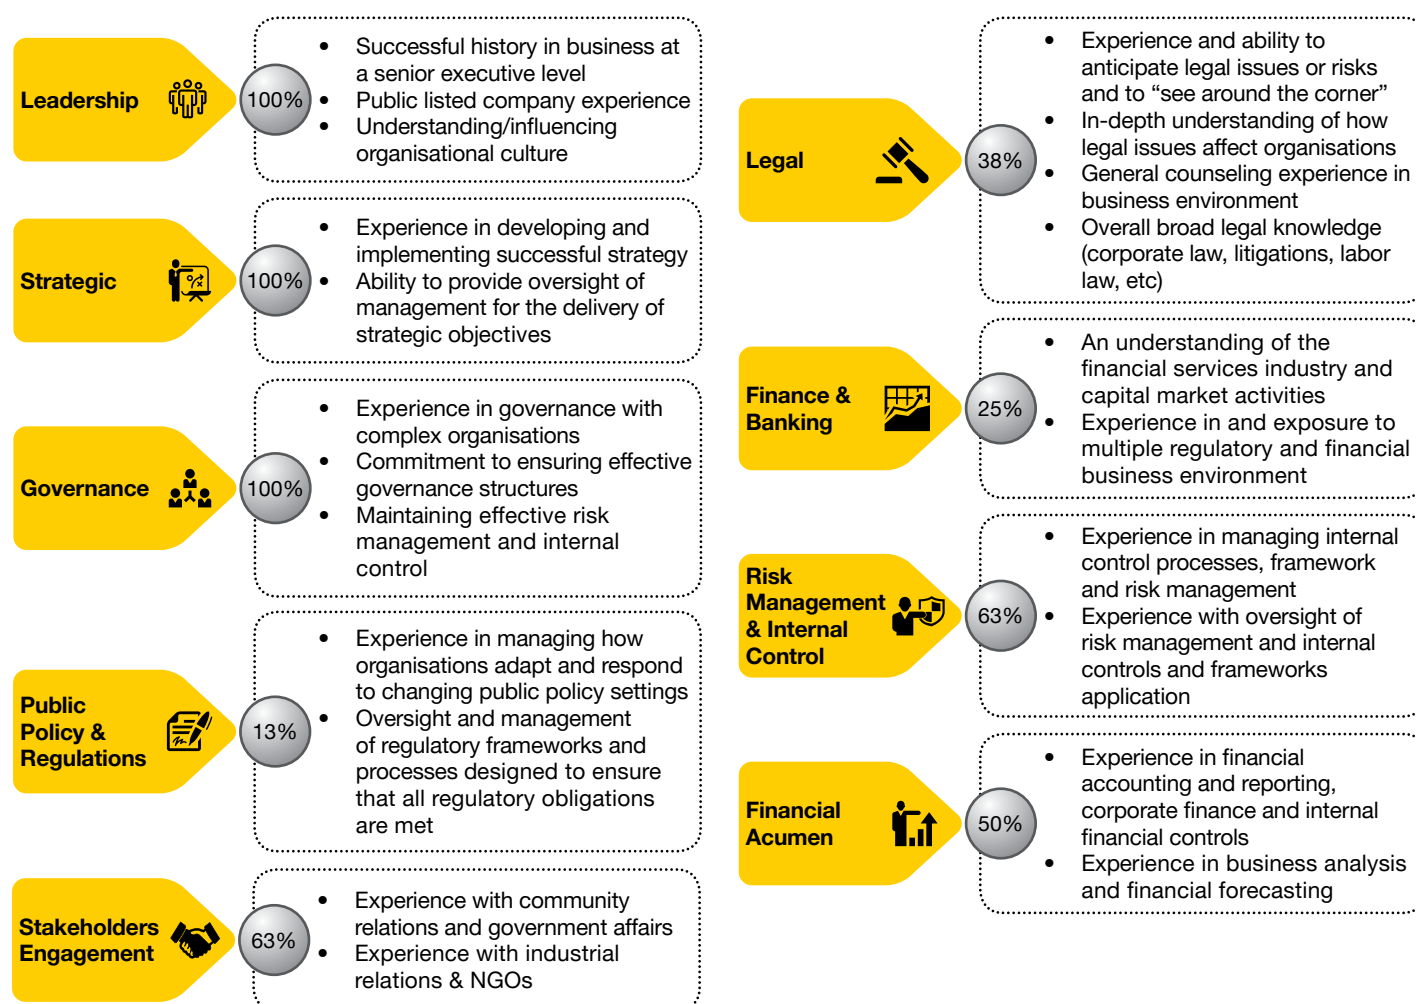 Leadership
100%
• Successful history in business at
a senior executive level
• Public listed company experience
• Understanding/influencing
organisational culture
Strategic
100%
• Experience in developing and
implementing successful strategy
• Ability to provide oversight of
management for the delivery of
strategic objectives
Governance
100%
• Experience in governance with
complex organisations
• Commitment to ensuring effective
governance structures
• Maintaining effective risk
management and internal
control
Public
Policy &
Regulations
13%
• Experience in managing how
organisations adapt and respond
to changing public policy settings
• Oversight and management
of regulatory frameworks and
processes designed to ensure
that all regulatory obligations
are met
Stakeholders
Engagement
63%
• Experience with community
relations and government affairs
• Experience with industrial
relations & NGOs
Legal
38%
• Experience and ability to
anticipate legal issues or risks
and to “see around the corner”
• In-depth understanding of how
legal issues affect organisations
• General counseling experience in
business environment
• Overall broad legal knowledge
(corporate law, litigations, labor
law, etc)
Finance &
Banking
25%
• An understanding of the
financial services industry and
capital market activities
• Experience in and exposure to
multiple regulatory and financial
business environment
Risk
Management
& Internal
Control
63%
• Experience in managing internal
control processes, framework
and risk management
• Experience with oversight of
risk management and internal
controls and frameworks
application
Financial
Acumen
50%
• Experience in financial
accounting and reporting,
corporate finance and internal
financial controls
• Experience in business analysis
and financial forecasting